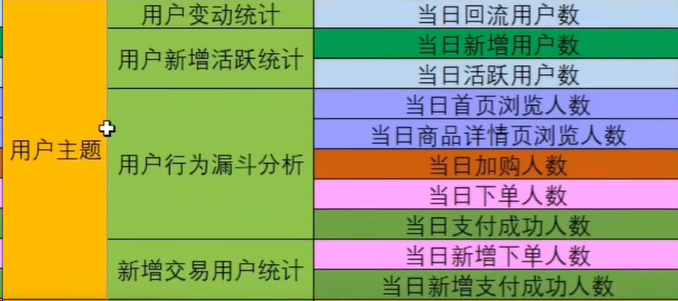 用户主题
用户变动统计
当日回流用户数
用户新增活跃统计
当日新增用户数
当日活跃用户数
用户行为漏斗分析
当日首页浏览人数
当日商品详情页浏览人数
当日加购人数
当日下单人数
当日支付成功人数
新增交易用户统计
当日新增下单人数
当日新增支付成功人数